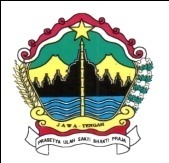 JAWA - TENGAH
PRASETYA ULAH SAKTI BHAKTI PRAJA